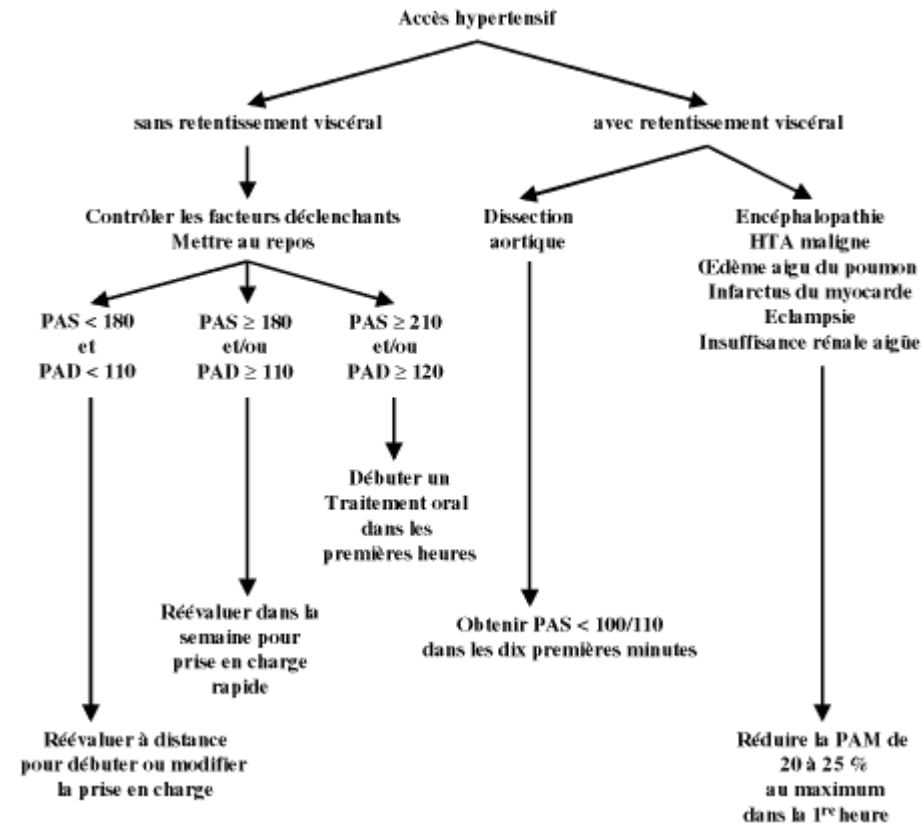 Accès hypertensif
sans retentissement viscéral
avec retentissement viscéral
Contrôler les facteurs déclenchants
Mettre au repos
Dissection
aortique
Encéphalopathie
HTA maligne
Œdème aigu du poumon
Infarctus du myocarde
Eclampsie
Insuffisance rénale aigüe
PAS < 180
et
PAD < 110
PAS ≥ 180
et/ou
PAD ≥ 110
PAS ≥ 210
et/ou
PAD ≥ 120
Débuter un
Traitement oral
dans les
premières heures
Réévaluer dans la
semaine pour
prise en charge
rapide
Obtenir PAS < 100/110
dans les dix premières minutes
Réévaluer à distance
pour débuter ou modifier
la prise en charge
Réduire la PAM de
20 à 25 %
au maximum
dans la 1re heure